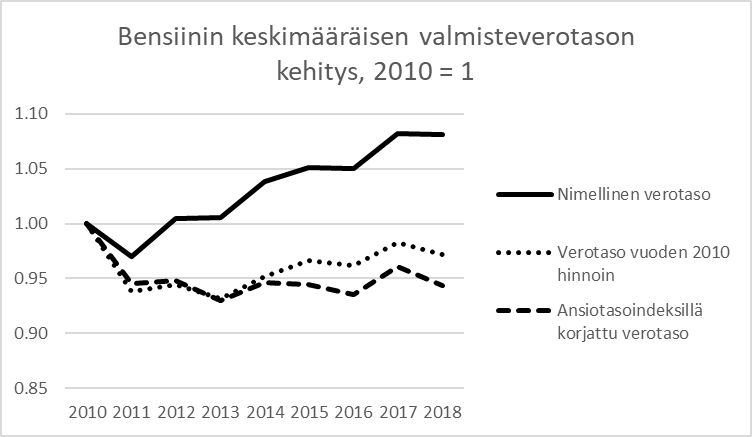 Bensiinin keskimääräisen valmisteverotason
kehitys, 2010 = 1
1.10
1.05
1.00
0.95
0.90
0.85
2010 2011 2012 2013 2014 2015 2016 2017 2018
Nimellinen verotaso
Verotaso vuoden 2010
hinnoin
Ansiotasoindeksillä
korjattu verotaso